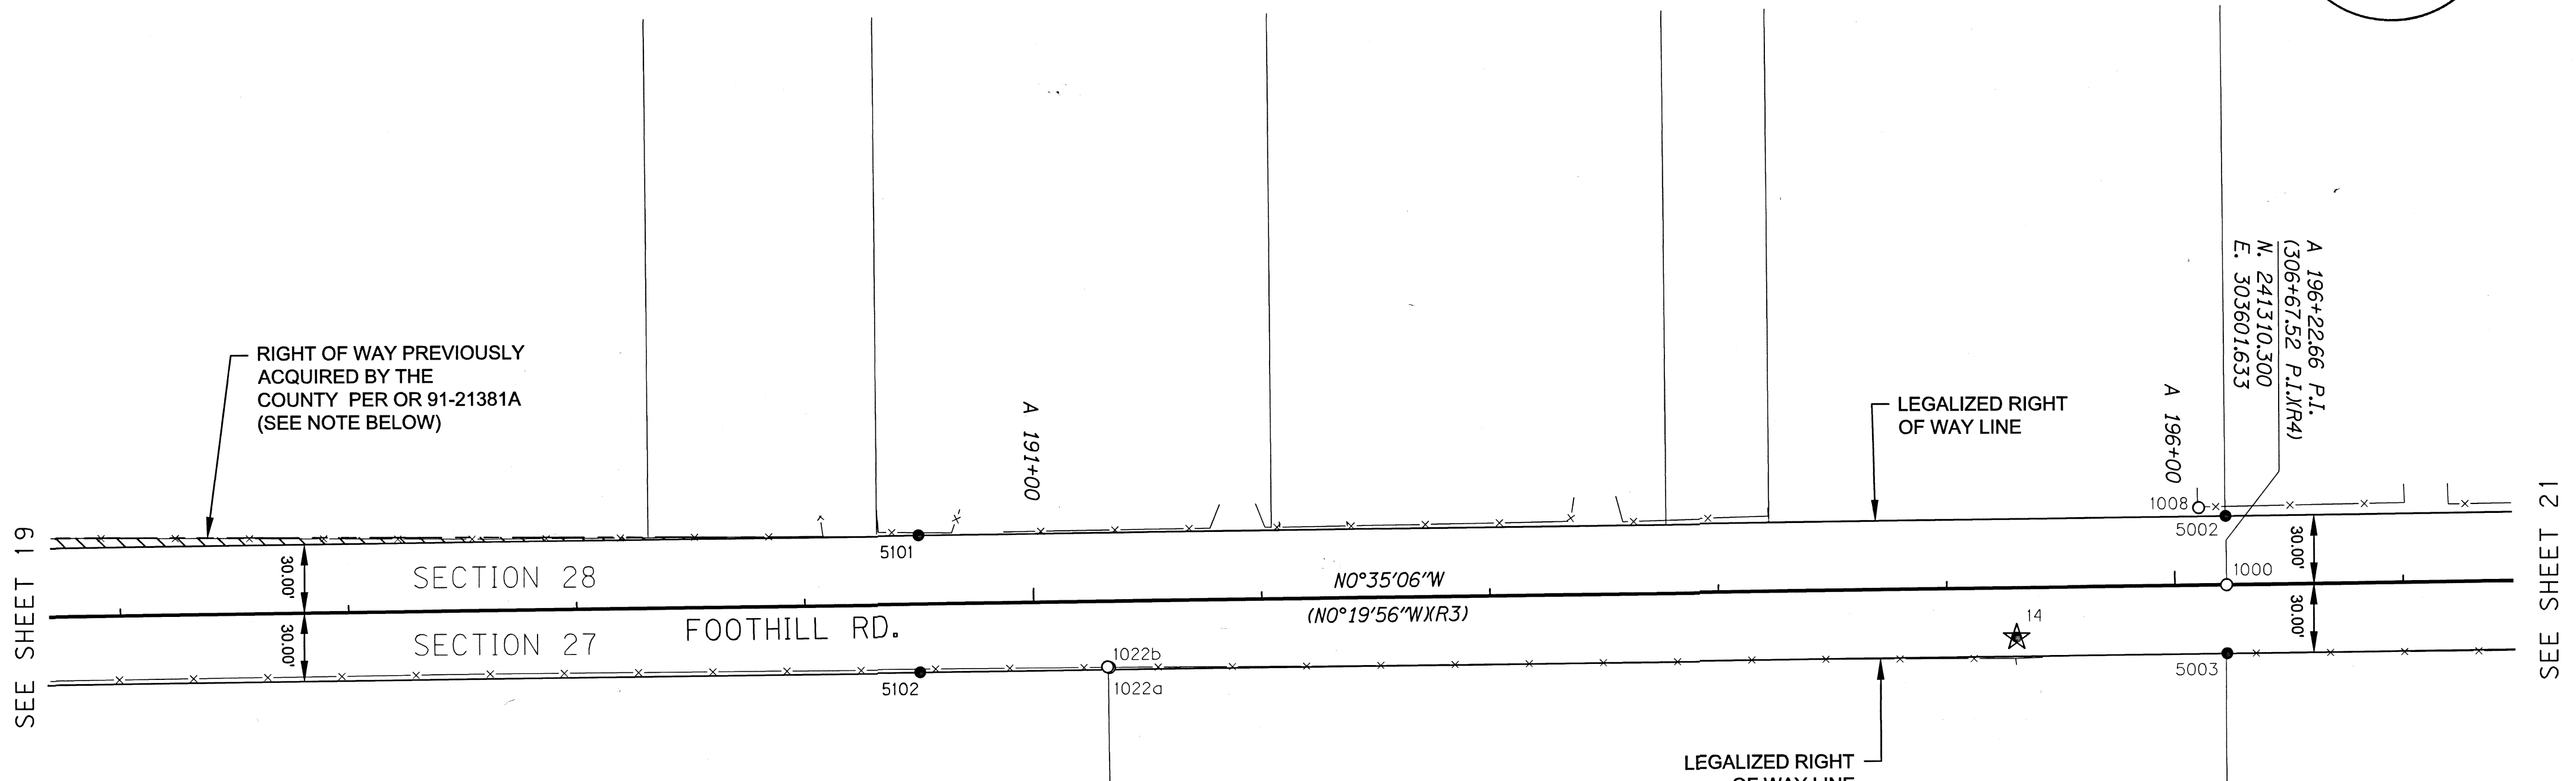 A 196+22.66 P.I.
(306+67.52 P.I.)(R4)
N. 241310.300
E. 303601.633
RIGHT OF WAY PREVIOUSLY
ACQUIRED BY THE
COUNTY PER OR 91-21381A
(SEE NOTE BELOW)
A 191+00
LEGALIZED RIGHT
OF WAY LINE
A 196+00
1008
5002
SEE SHEET 19
SEE SHEET 21
5101
30.00'
SECTION 28
N0°35'06"W
30.00'
1000
(N0°19'56"W)(R3)
14
FOOTHILL RD.
30.00'
SECTION 27
30.00'
1022b
5102
1022a
5003
LEGALIZED RIGHT
OF WAY LINE